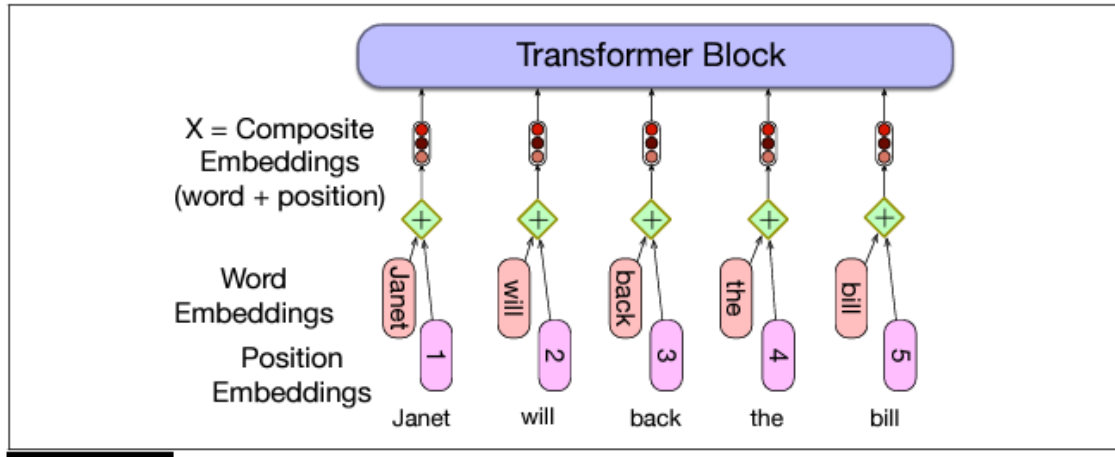 Transformer Block
X = Composite
Embeddings
(word + position)
+ + + + +
Word
Embeddings
Janet will back the bill
Position
Embeddings
1 2 3 4 5
Janet will back the bill